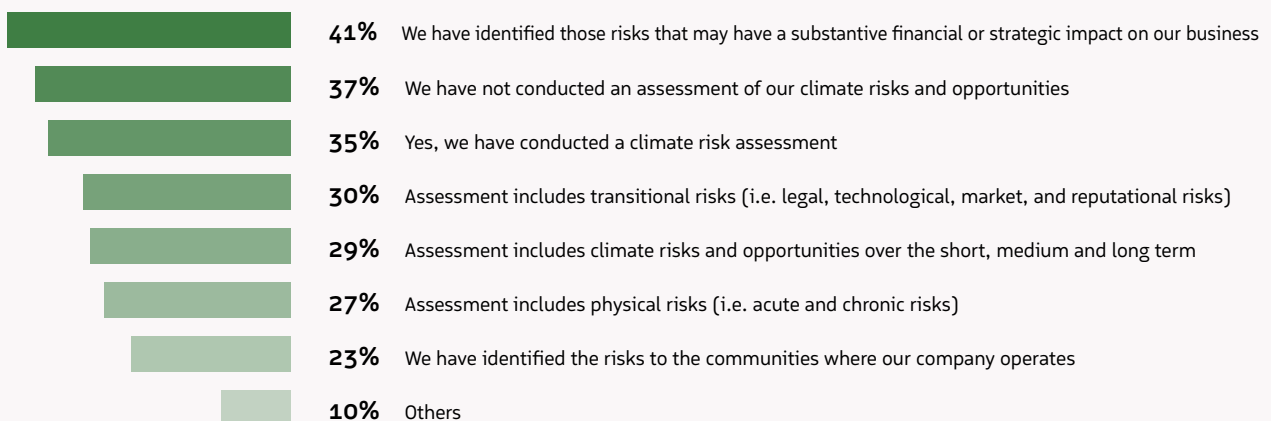 41% We have identified those risks that may have a substantive financial or strategic impact on our business
37% We have not conducted an assessment of our climate risks and opportunities
35% Yes, we have conducted a climate risk assessment
30% Assessment includes transitional risks (i.e. legal, technological, market, and reputational risks)
29% Assessment includes climate risks and opportunities over the short, medium and long term
27% Assessment includes physical risks (i.e. acute and chronic risks)
23% We have identified the risks to the communities where our company operates
10% Others